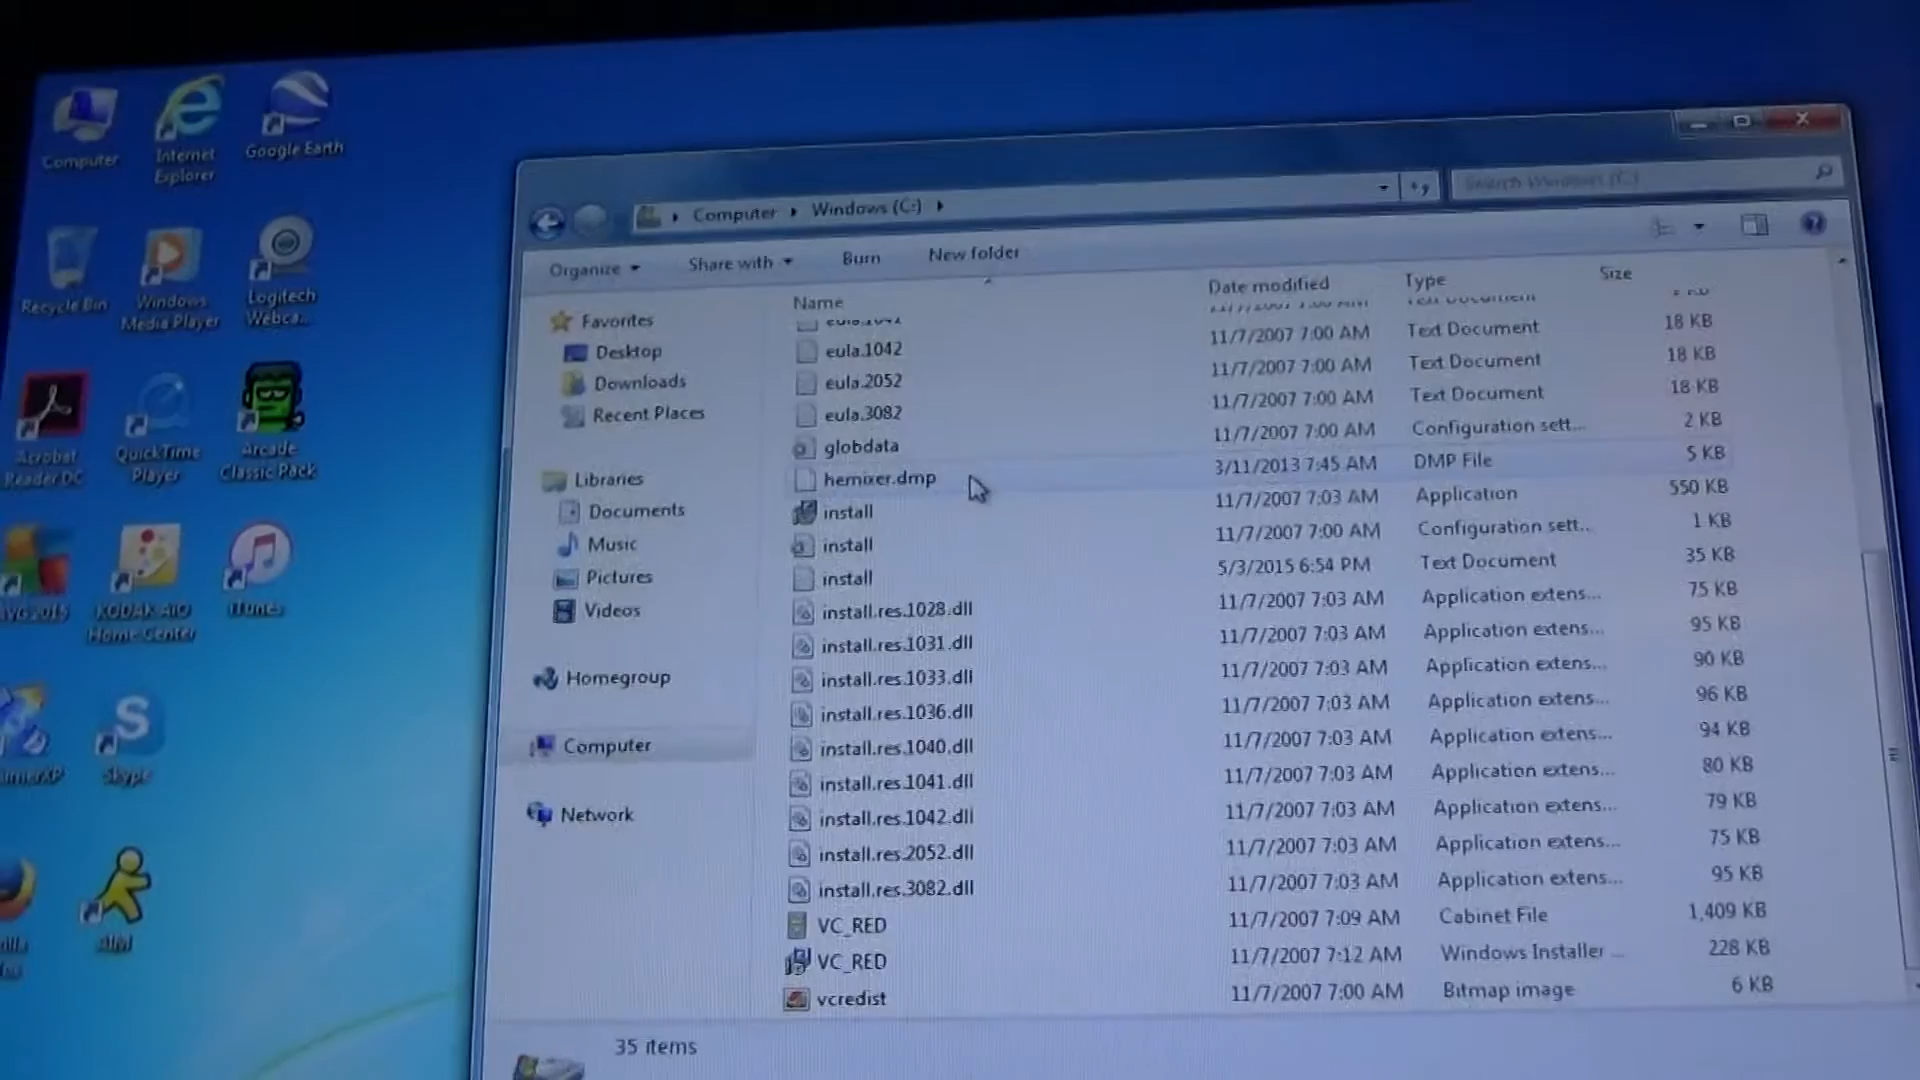 Computer
Internet
Explorer
Google Earth
Recycle Bin
Windows
Media Player
Logitech
Webca...
Acrobat
Reader DC
QuickTime
Player
Arcade
Classic Pack
KODAK AiO
Home Center
iTunes
Skype
AIM
Computer
Windows (C:)
Search Windows (C:)
Organize
Share with
Burn
New folder
Name
Date modified
Type
Size
Favorites
Desktop
Downloads
Recent Places
Libraries
Documents
Music
Pictures
Videos
Homegroup
Computer
Network
eula.1042 11/7/2007 7:00 AM Text Document 18 KB
eula.2052 11/7/2007 7:00 AM Text Document 18 KB
eula.3082 11/7/2007 7:00 AM Text Document 18 KB
globdata 11/7/2007 7:00 AM Configuration sett... 2 KB
hemixer.dmp 3/11/2013 7:45 AM DMP File 5 KB
install 11/7/2007 7:03 AM Application 550 KB
install 11/7/2007 7:00 AM Configuration sett... 1 KB
install 5/3/2015 6:54 PM Text Document 35 KB
install.res.1028.dll 11/7/2007 7:03 AM Application extens... 75 KB
install.res.1031.dll 11/7/2007 7:03 AM Application extens... 95 KB
install.res.1033.dll 11/7/2007 7:03 AM Application extens... 90 KB
install.res.1036.dll 11/7/2007 7:03 AM Application extens... 96 KB
install.res.1040.dll 11/7/2007 7:03 AM Application extens... 94 KB
install.res.1041.dll 11/7/2007 7:03 AM Application extens... 80 KB
install.res.1042.dll 11/7/2007 7:03 AM Application extens... 79 KB
install.res.2052.dll 11/7/2007 7:03 AM Application extens... 75 KB
install.res.3082.dll 11/7/2007 7:03 AM Application extens... 95 KB
VC_RED 11/7/2007 7:09 AM Cabinet File 1,409 KB
VC_RED 11/7/2007 7:12 AM Windows Installer ... 228 KB
vcredist 11/7/2007 7:00 AM Bitmap image 6 KB
35 items